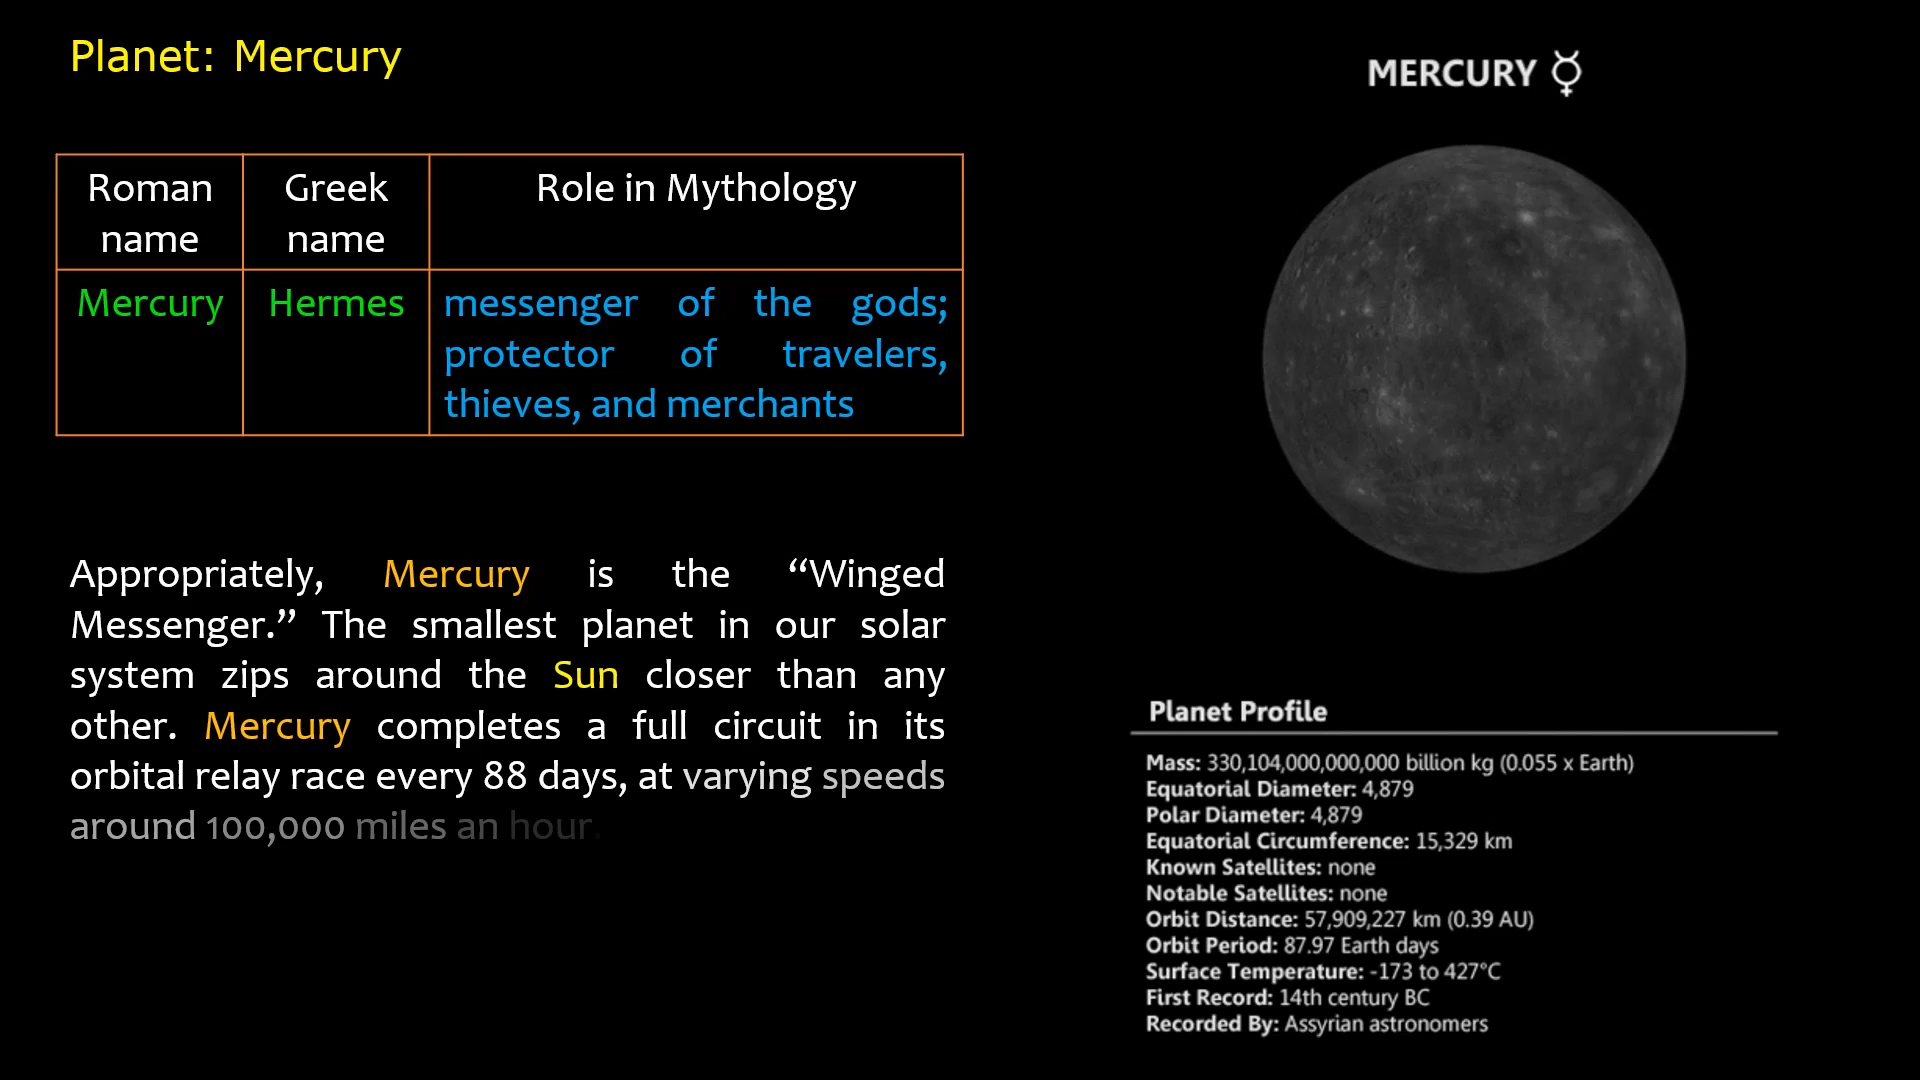 Planet: Mercury
Roman name
Greek name
Role in Mythology
Mercury
Hermes
messenger of the gods;
protector of travelers,
thieves, and merchants
Appropriately, Mercury is the “Winged
Messenger.” The smallest planet in our solar
system zips around the Sun closer than any
other. Mercury completes a full circuit in its
orbital relay race every 88 days, at varying speeds
around 100,000 miles an hour.
MERCURY ☿
Planet Profile
Mass: 330,104,000,000,000 billion kg (0.055 x Earth)
Equatorial Diameter: 4,879
Polar Diameter: 4,879
Equatorial Circumference: 15,329 km
Known Satellites: none
Notable Satellites: none
Orbit Distance: 57,909,227 km (0.39 AU)
Orbit Period: 87.97 Earth days
Surface Temperature: -173 to 427°C
First Record: 14th century BC
Recorded By: Assyrian astronomers